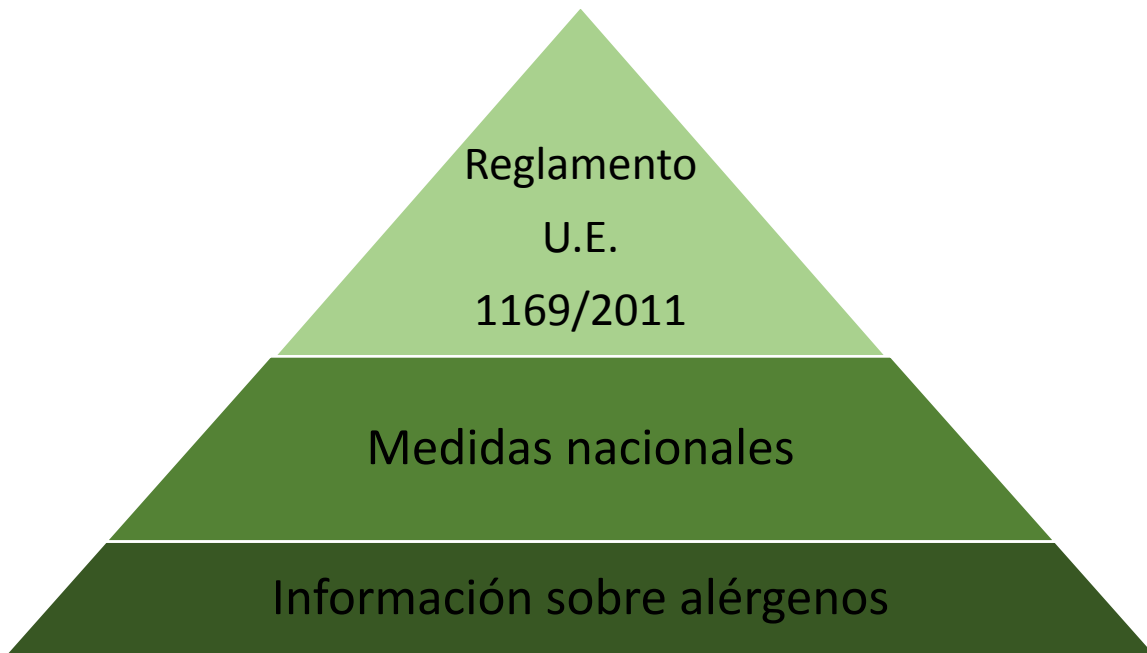 Reglamento
U.E.
1169/2011
Medidas nacionales
Información sobre alérgenos